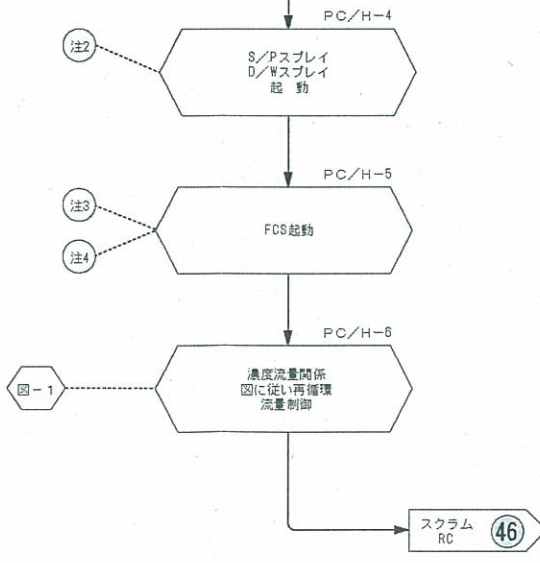 PC/H-4
注2
S/Pスプレイ
D/Wスプレイ
起 動
PC/H-5
注3
FCS起動
注4
PC/H-6
濃度流量関係
図に従い再循環
流量制御
図-1
スクラム
RC
46